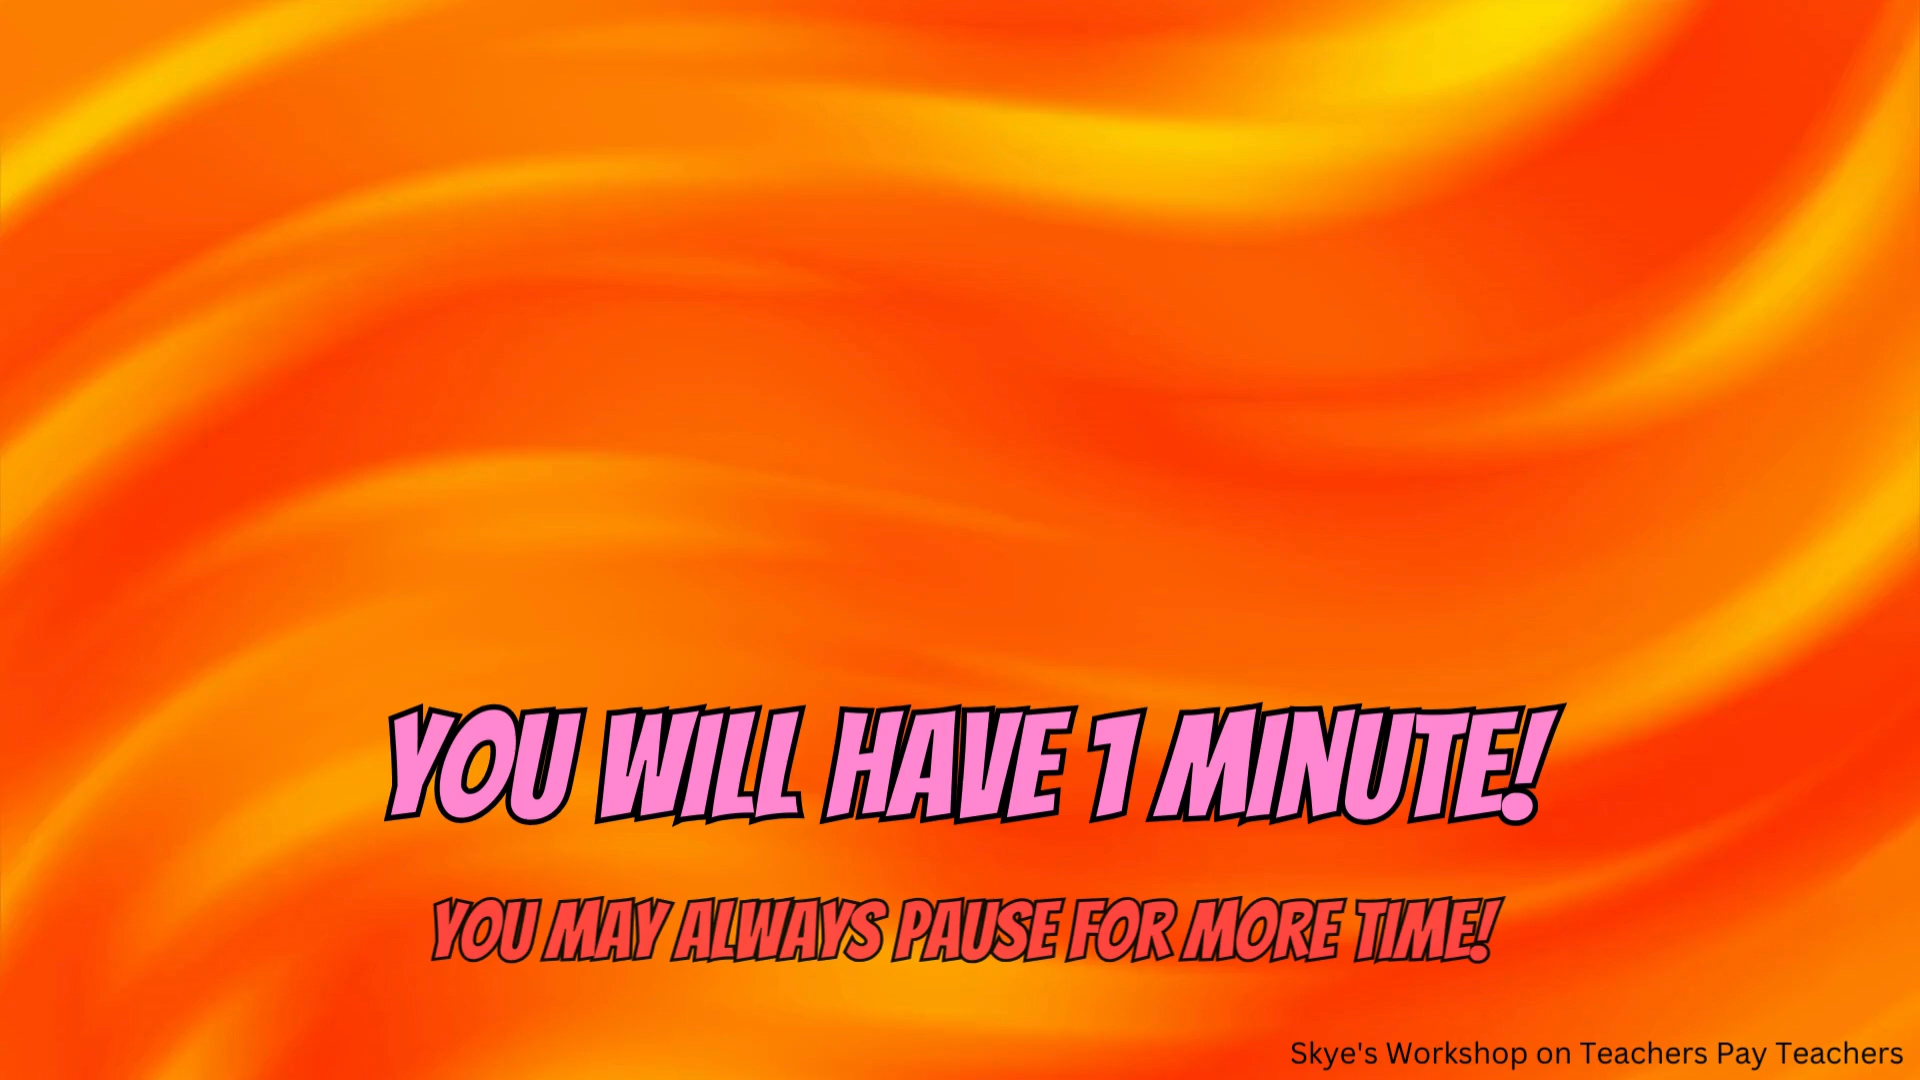 YOU WILL HAVE 1 MINUTE!
YOU MAY ALWAYS PAUSE FOR MORE TIME!
Skye's Workshop on Teachers Pay Teachers